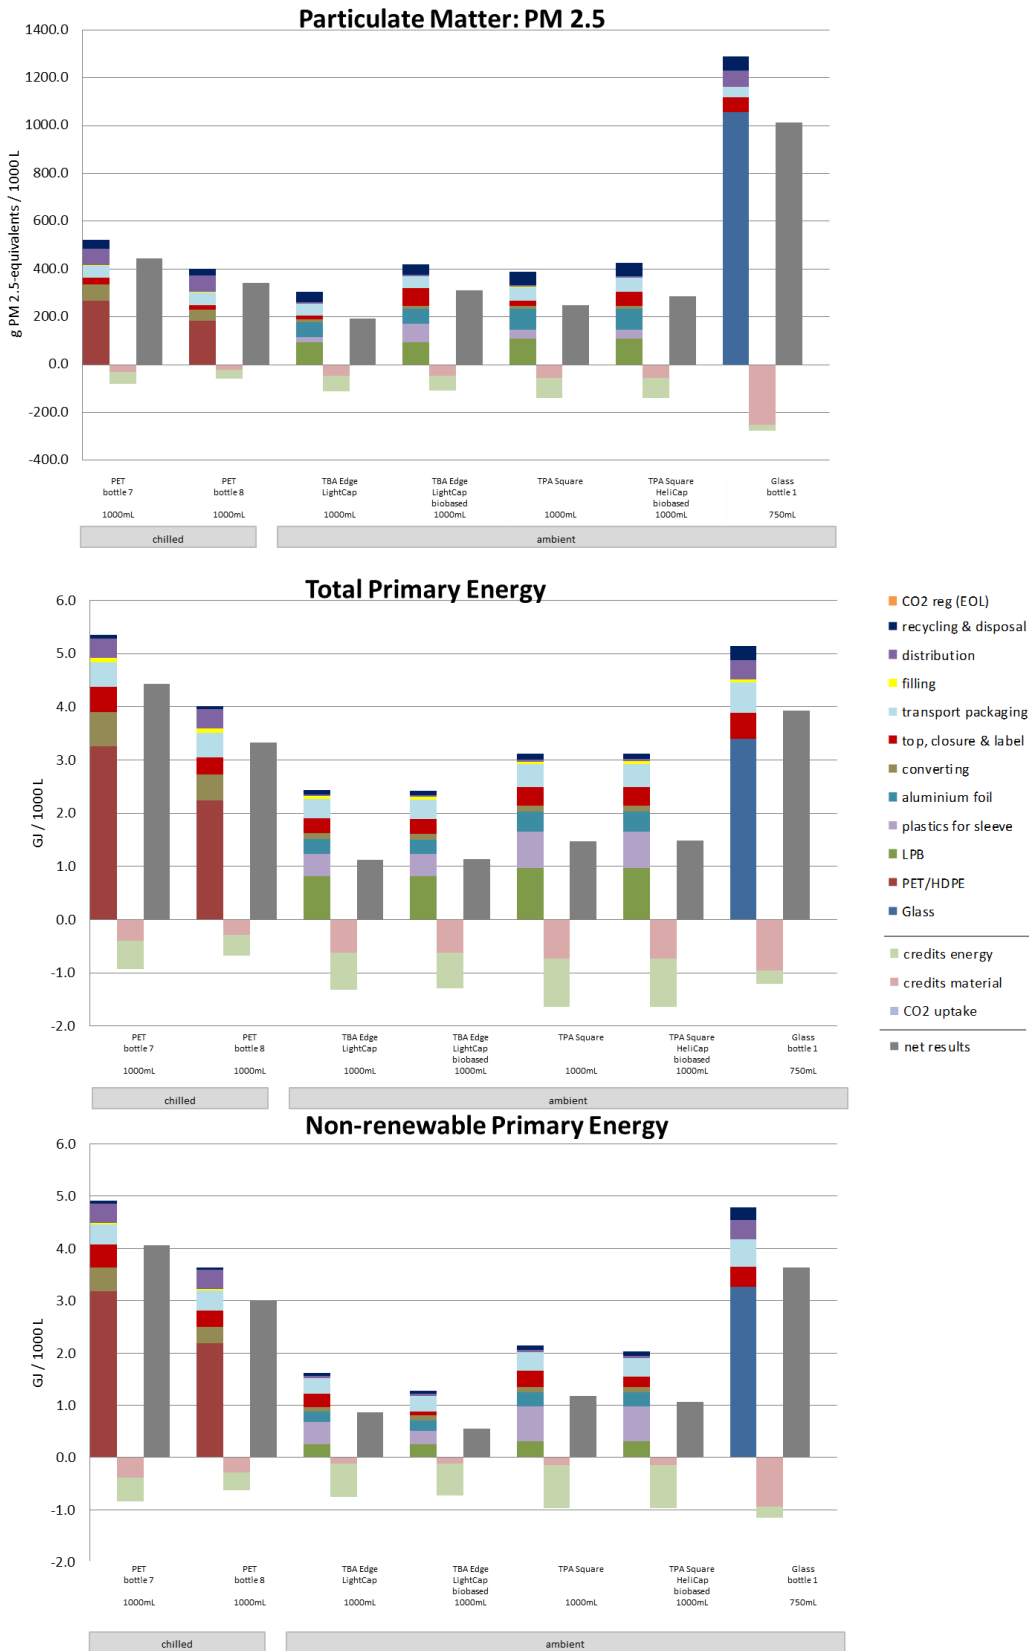 Particulate Matter: PM 2.5
g PM 2.5-equivalents / 1000 L
1400.0
1200.0
1000.0
800.0
600.0
400.0
200.0
0.0
-200.0
-400.0
PET bottle 7 1000mL
PET bottle 8 1000mL
TBA Edge LightCap 1000mL
TBA Edge LightCap biobased 1000mL
TPA Square 1000mL
TPA Square HeliCap biobased 1000mL
Glass bottle 1 750mL
chilled
ambient
Total Primary Energy
GJ / 1000 L
6.0
5.0
4.0
3.0
2.0
1.0
0.0
-1.0
-2.0
PET bottle 7 1000mL
PET bottle 8 1000mL
TBA Edge LightCap 1000mL
TBA Edge LightCap biobased 1000mL
TPA Square 1000mL
TPA Square HeliCap biobased 1000mL
Glass bottle 1 750mL
chilled
ambient
CO2 reg (EOL)
recycling & disposal
distribution
filling
transport packaging
top, closure & label
converting
aluminium foil
plastics for sleeve
LPB
PET/HDPE
Glass
credits energy
credits material
CO2 uptake
net results
Non-renewable Primary Energy
GJ / 1000 L
6.0
5.0
4.0
3.0
2.0
1.0
0.0
-1.0
-2.0
PET bottle 7 1000mL
PET bottle 8 1000mL
TBA Edge LightCap 1000mL
TBA Edge LightCap biobased 1000mL
TPA Square 1000mL
TPA Square HeliCap biobased 1000mL
Glass bottle 1 750mL
chilled
ambient